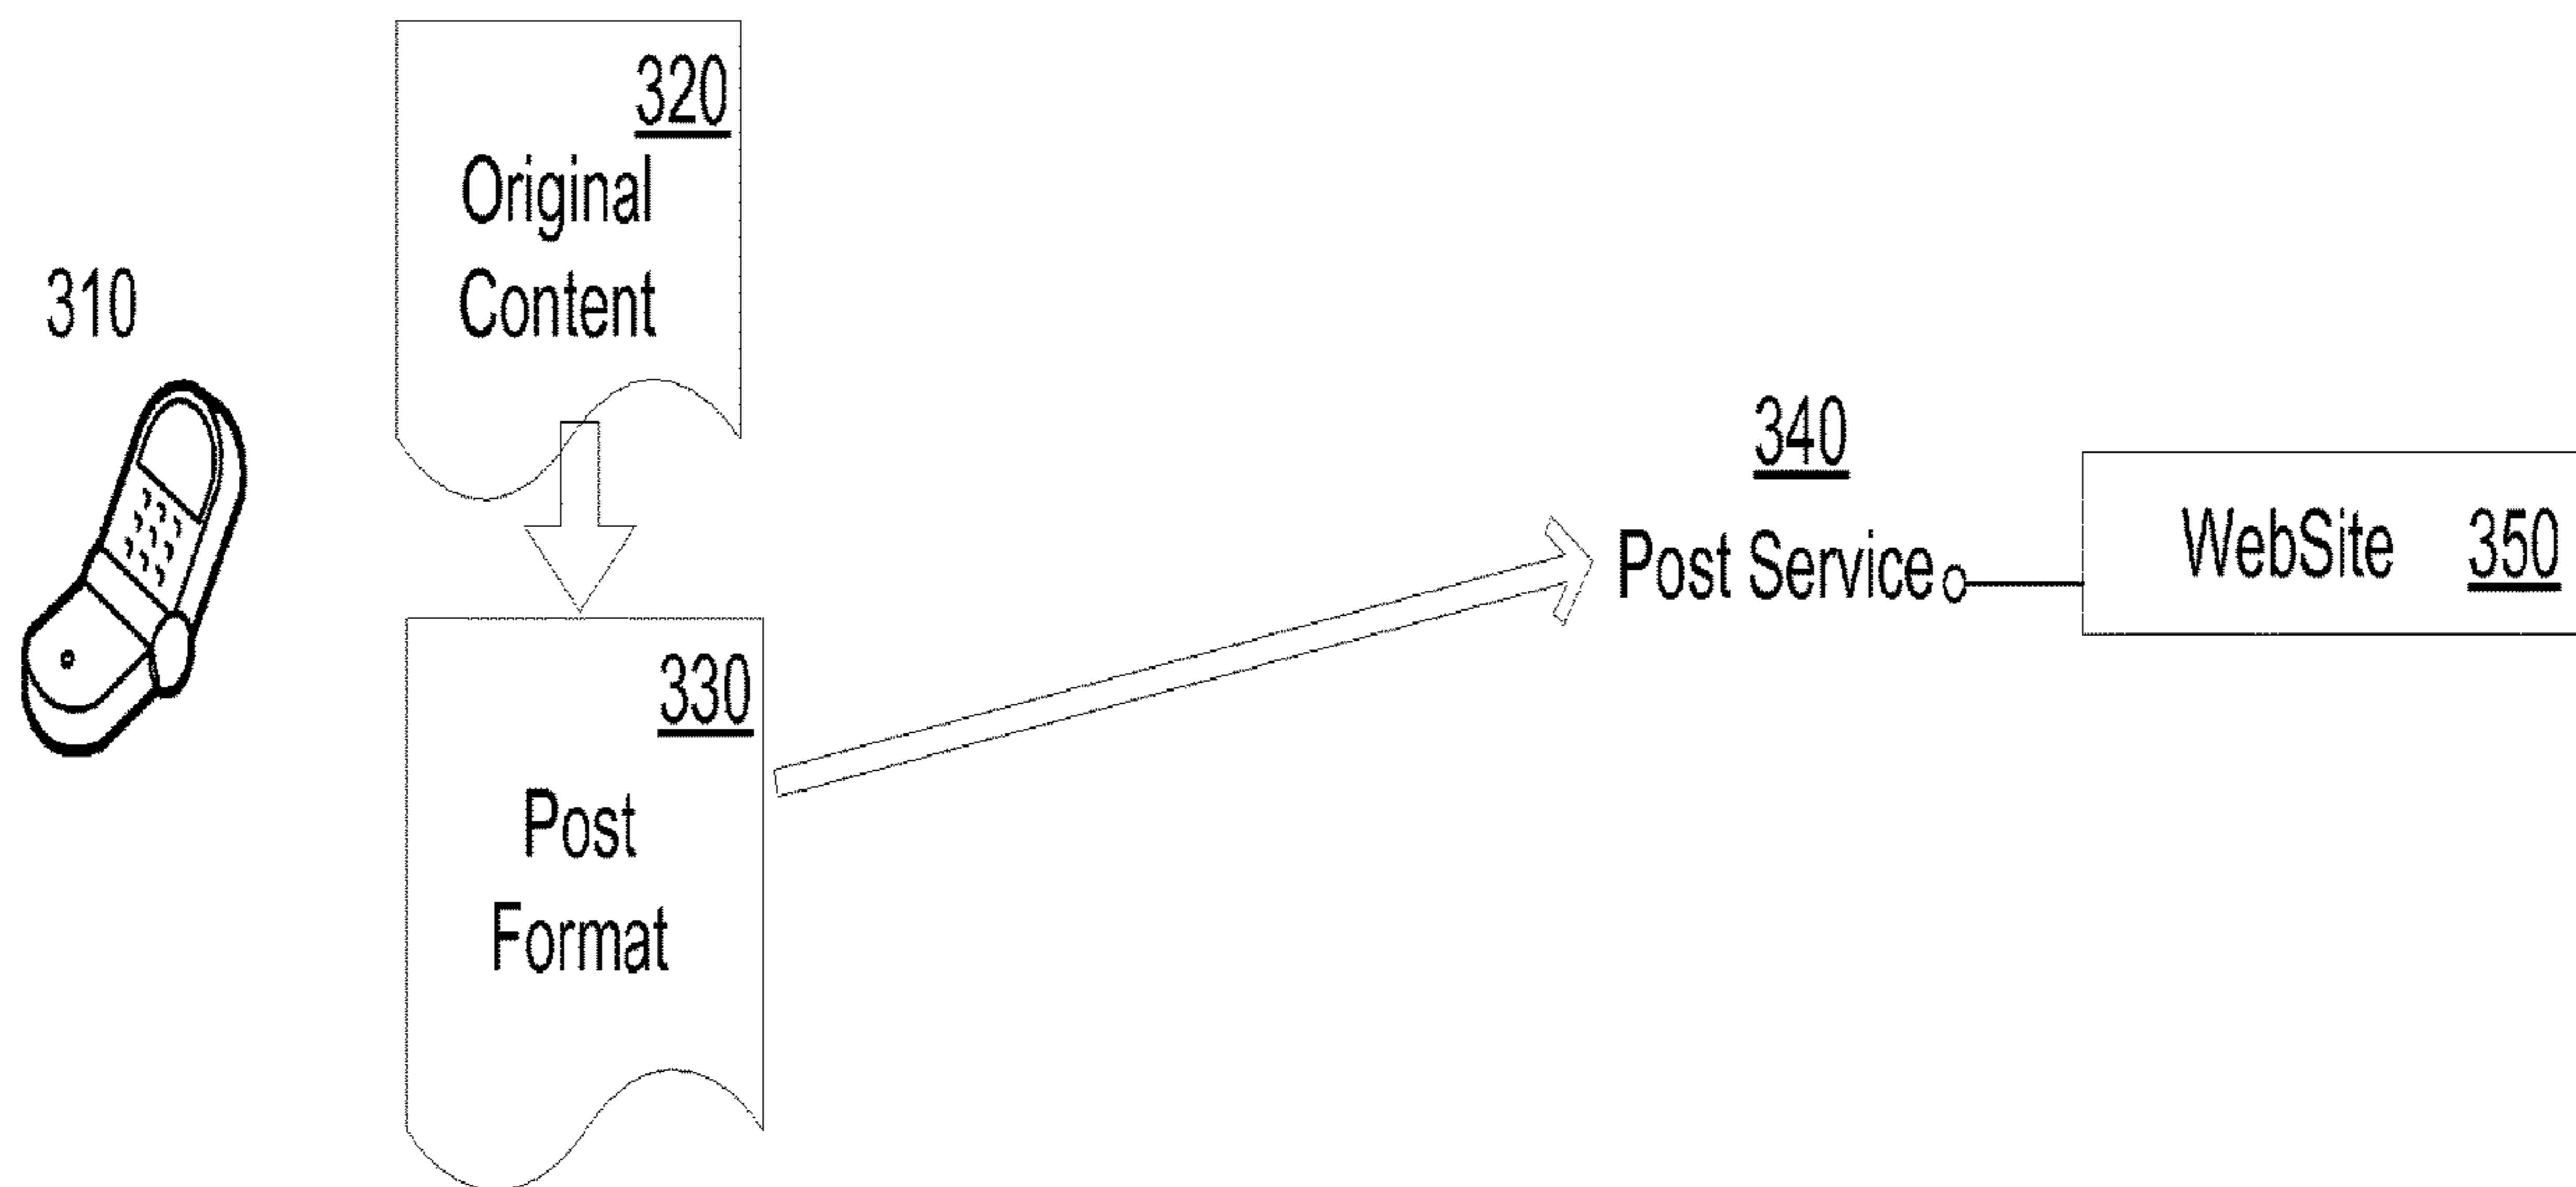 310
320
Original
Content
330
Post
Format
340
Post Service
WebSite 350